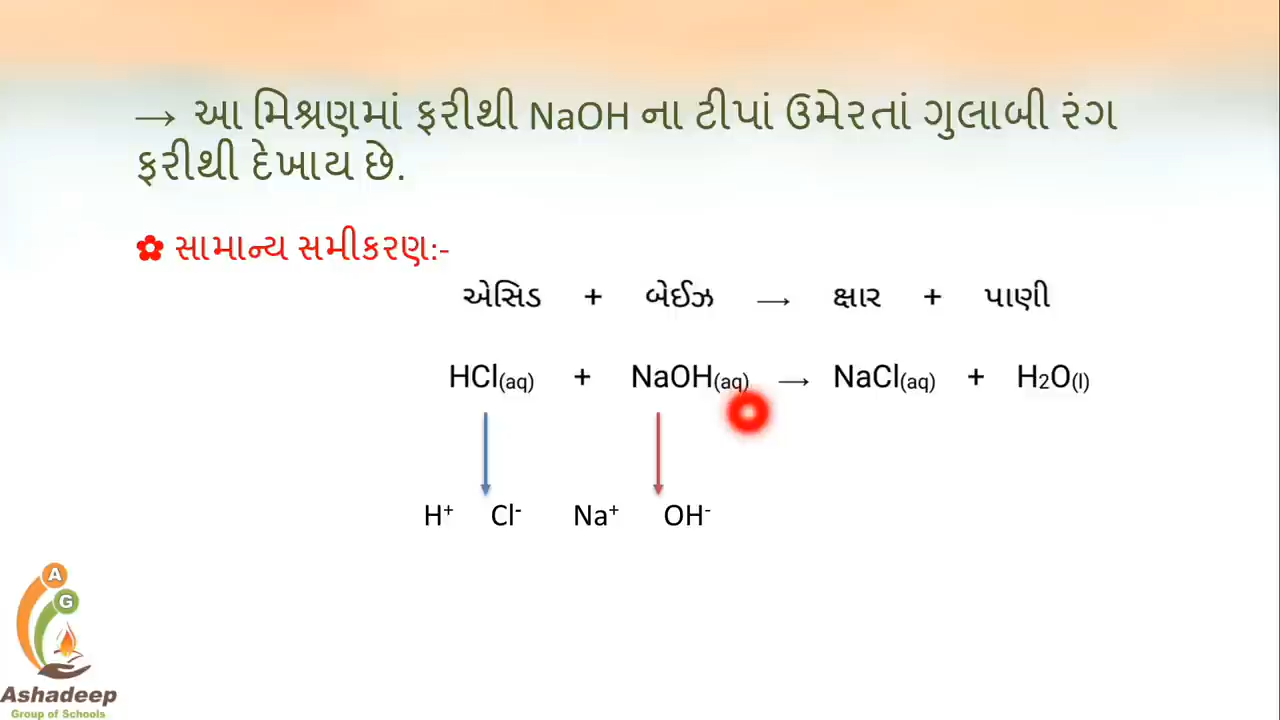 → આ મિશ્રણમાં ફરીથી NaOH ના ટીપાં ઉમેરતાં ગુલાબી રંગ
ફરીથી દેખાય છે.
✿ સામાન્ય સમીકરણ:-
એસિડ + બેઈઝ → ક્ષાર + પાણી
HCl(aq) + NaOH(aq) → NaCl(aq) + H₂O(l)
H⁺ Cl⁻ Na⁺ OH⁻
A
G
Ashadeep
Group of Schools